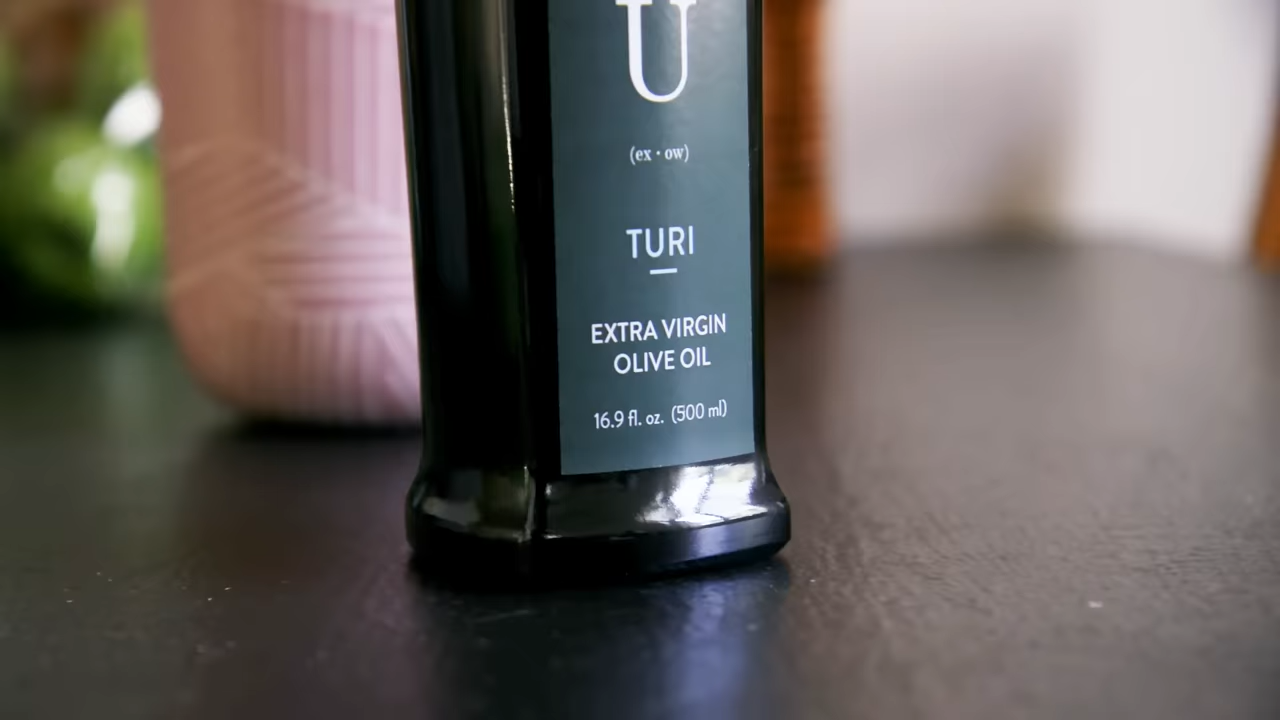 U
(ex • ow)
TURI
EXTRA VIRGIN
OLIVE OIL
16.9 fl. oz. (500 ml)